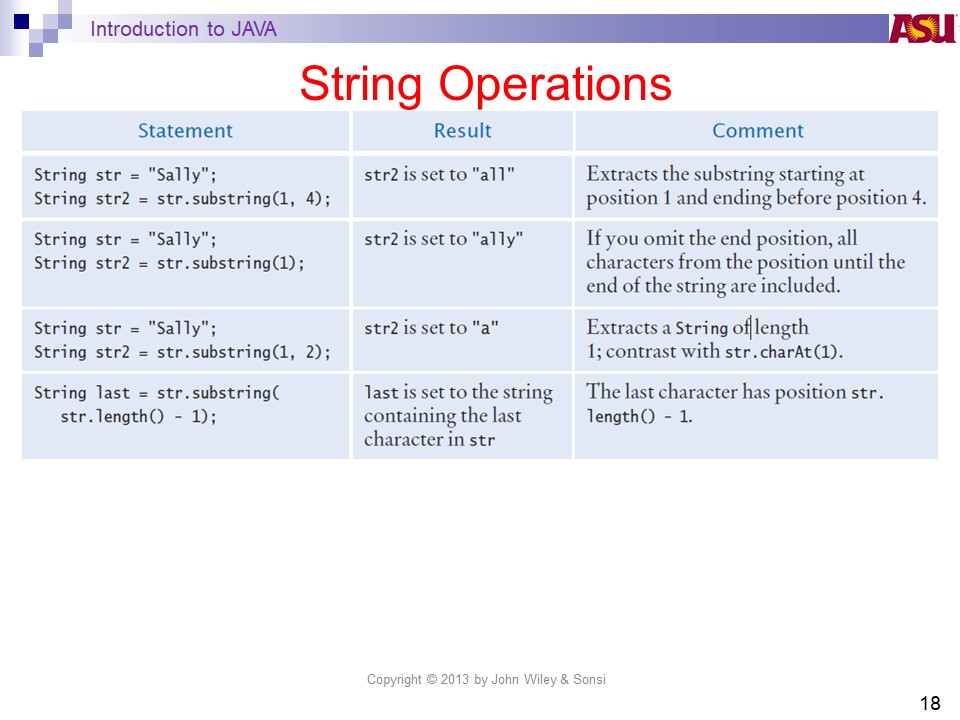 Introduction to JAVA
ASU
String Operations
Statement
Result
Comment
String str = "Sally";
String str2 = str.substring(1, 4);
str2 is set to "all"
Extracts the substring starting at
position 1 and ending before position 4.
String str = "Sally";
String str2 = str.substring(1);
str2 is set to "ally"
If you omit the end position, all
characters from the position until the
end of the string are included.
String str = "Sally";
String str2 = str.substring(1, 2);
str2 is set to "a"
Extracts a String of length
1; contrast with str.charAt(1).
String last = str.substring(
str.length() - 1);
last is set to the string
containing the last
character in str
The last character has position str.
length() - 1.
Copyright © 2013 by John Wiley & Sonsi
18